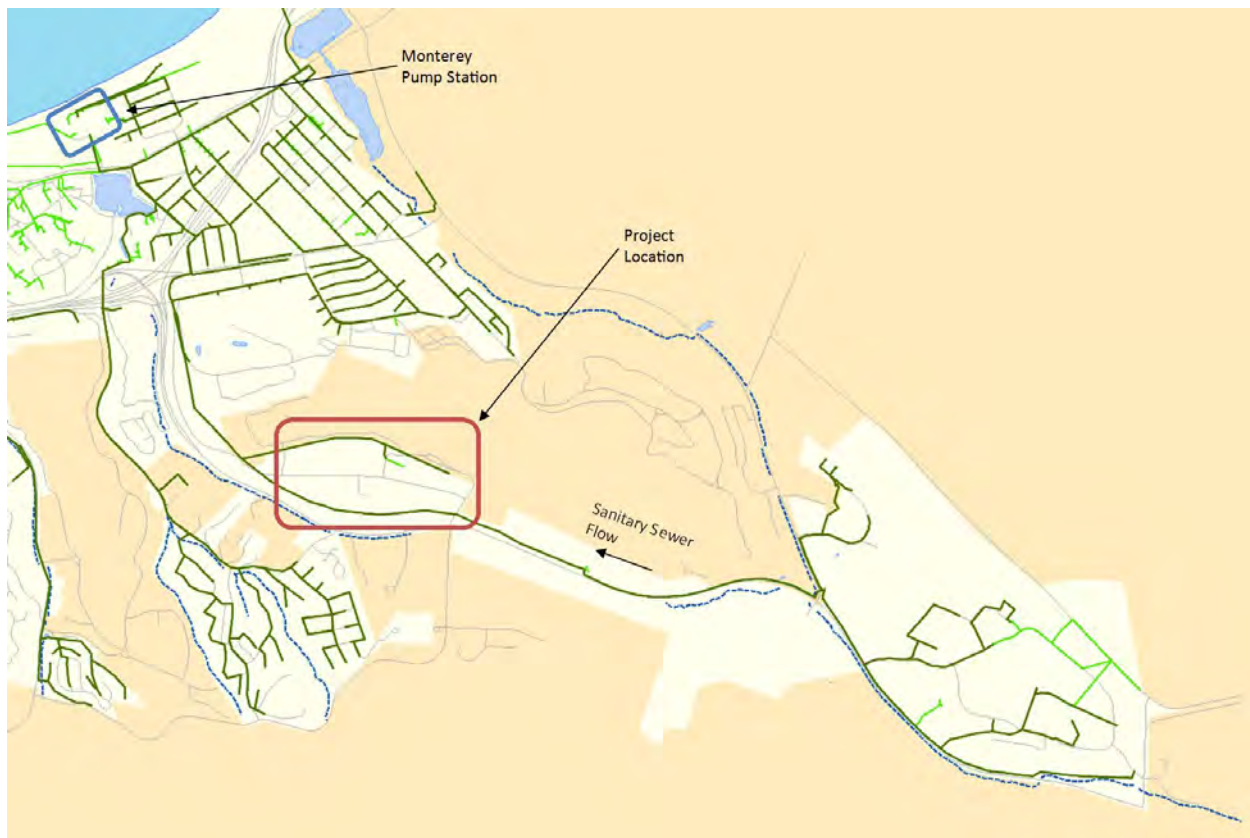 Monterey
Pump Station
Project
Location
Sanitary Sewer
Flow